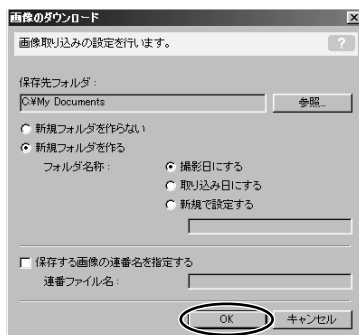 画像のダウンロード
画像取り込みの設定を行います。
?
保存先フォルダ：
C:¥My Documents
参照...
新規フォルダを作らない
新規フォルダを作る
フォルダ名称：
撮影日にする
取り込み日にする
新規で設定する
保存する画像の連番名を指定する
連番ファイル名：
OK
キャンセル